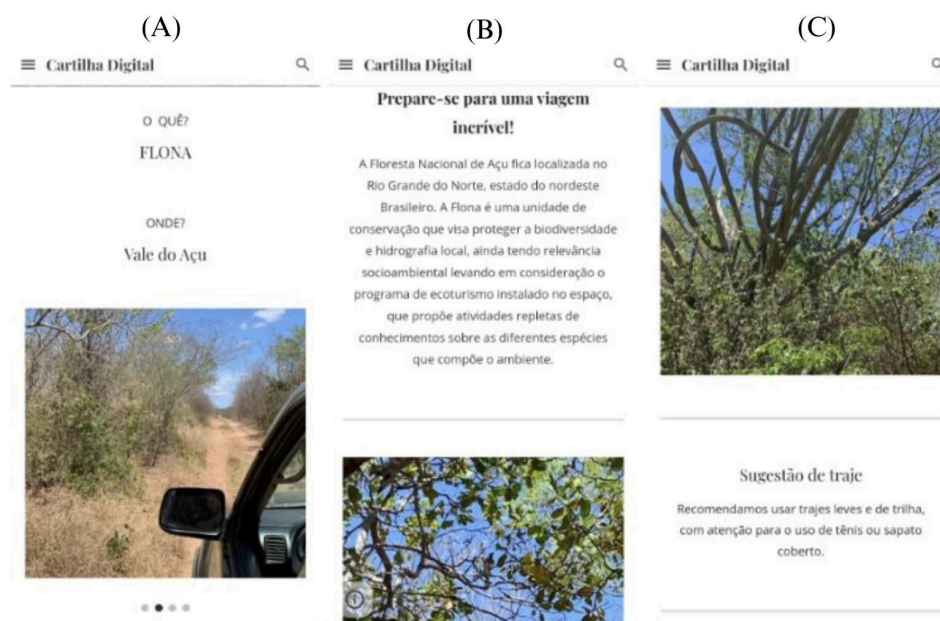 (A)
Cartilha Digital
O QUÊ?
FLONA
ONDE?
Vale do Açu
(B)
Cartilha Digital
Prepare-se para uma viagem
incrível!
A Floresta Nacional de Açu fica localizada no
Rio Grande do Norte, estado do nordeste
Brasileiro. A Flona é uma unidade de
conservação que visa proteger a biodiversidade
e hidrografia local, ainda tendo relevância
socioambiental levando em consideração o
programa de ecoturismo instalado no espaço,
que propõe atividades repletas de
conhecimentos sobre as diferentes espécies
que compõe o ambiente.
(C)
Cartilha Digital
Sugestão de traje
Recomendamos usar trajes leves e de trilha,
com atenção para o uso de tênis ou sapato
coberto.